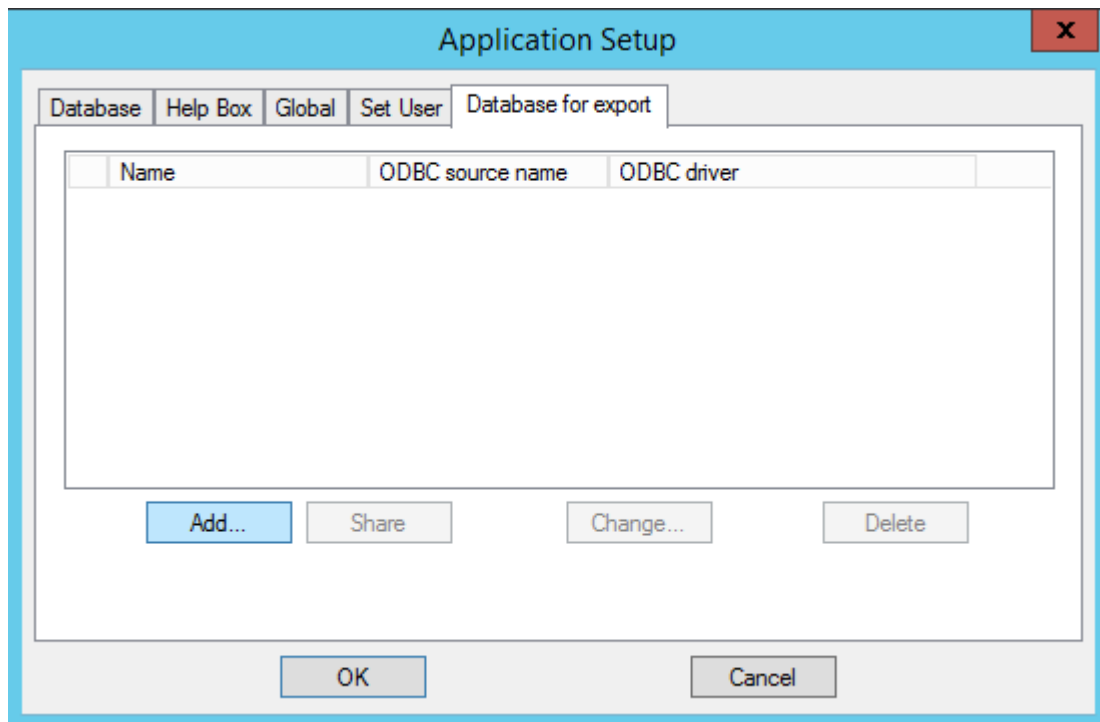 Application Setup
x
Database Help Box Global Set User Database for export
Name ODBC source name ODBC driver
Add... Share Change... Delete
OK Cancel